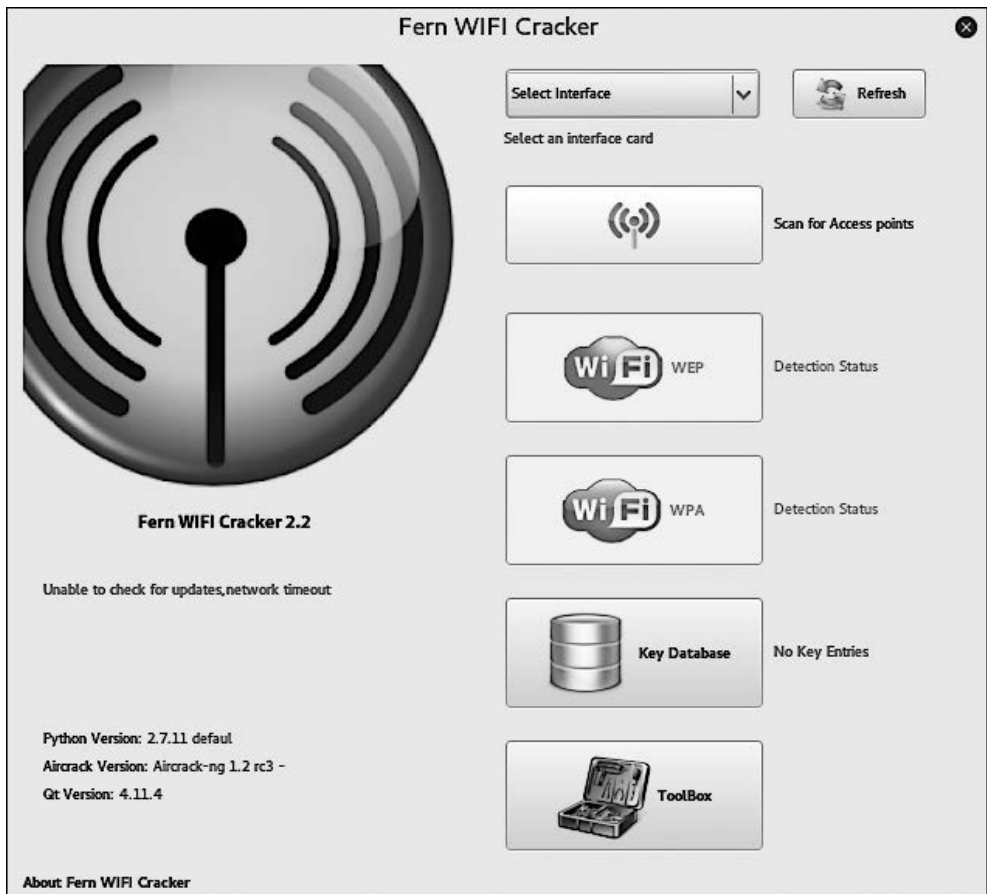 Fern WIFI Cracker
Select Interface
Refresh
Select an interface card
Scan for Access points
WiFi WEP
Detection Status
WiFi WPA
Detection Status
Fern WIFI Cracker 2.2
Unable to check for updates,network timeout
Key Database
No Key Entries
Python Version: 2.7.11 defaul
Aircrack Version: Aircrack-ng 1.2 rc3 -
Qt Version: 4.11.4
ToolBox
About Fern WIFI Cracker